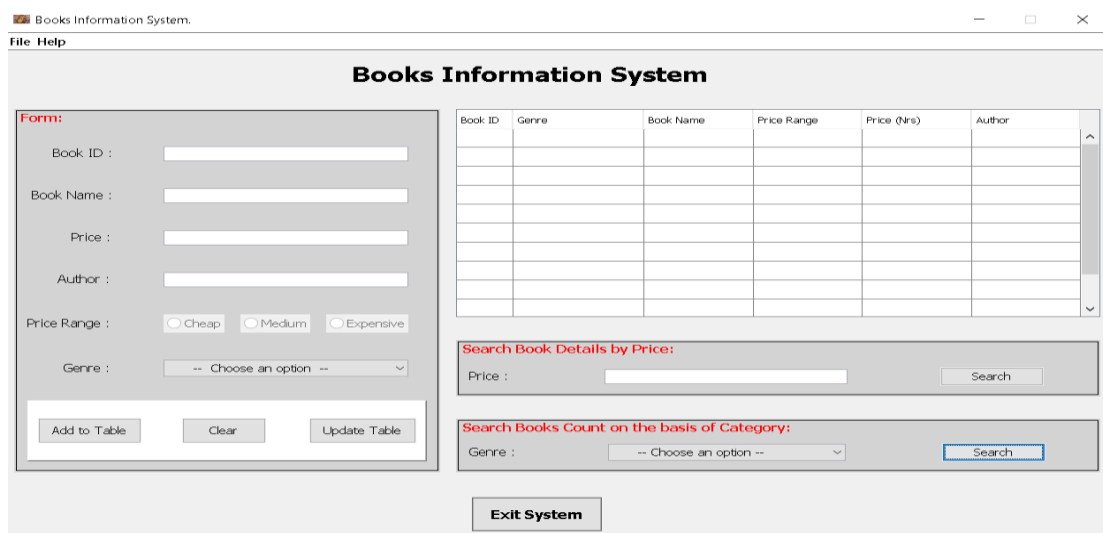 Books Information System.
File Help
Books Information System
Form:
Book ID :
Book Name :
Price :
Author :
Price Range :
Cheap
Medium
Expensive
Genre :
-- Choose an option --
Add to Table
Clear
Update Table
Book ID
Genre
Book Name
Price Range
Price (Nrs)
Author
Search Book Details by Price:
Price :
Search
Search Books Count on the basis of Category:
Genre :
-- Choose an option --
Search
Exit System